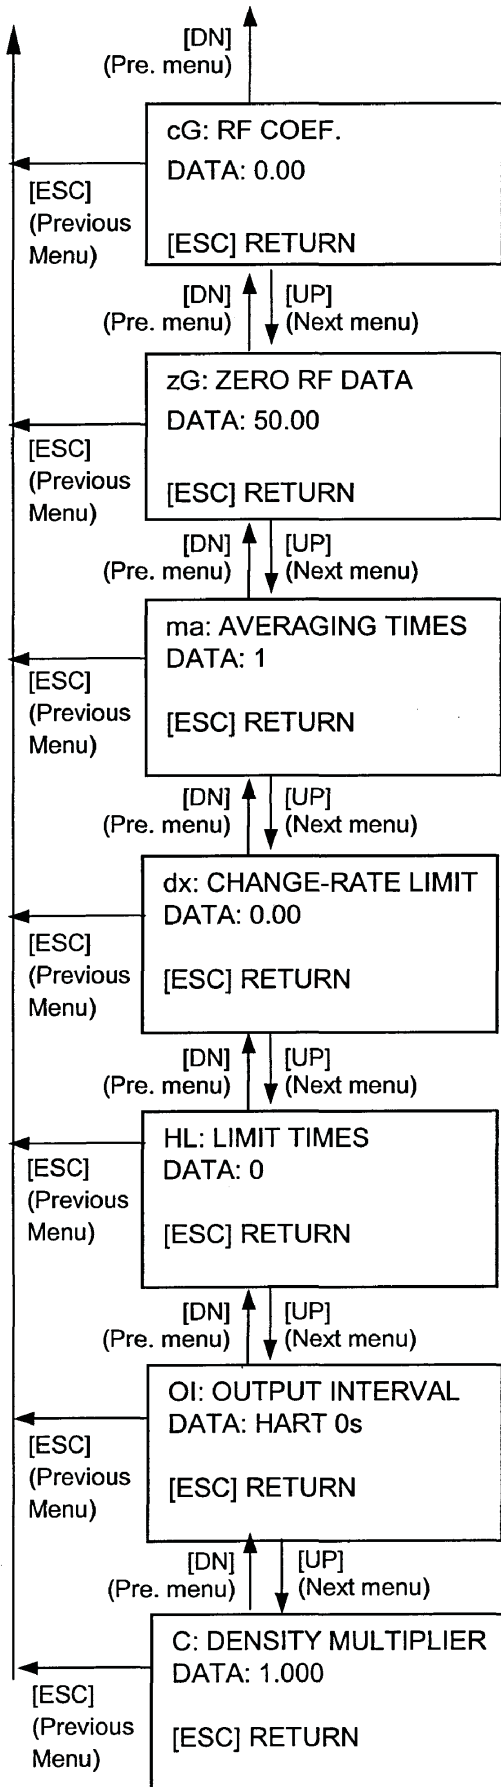 [DN]
(Pre. menu)
cG: RF COEF.
DATA: 0.00
[ESC] RETURN
[ESC]
(Previous
Menu)
[DN]
(Pre. menu)
[UP]
(Next menu)
zG: ZERO RF DATA
DATA: 50.00
[ESC] RETURN
[ESC]
(Previous
Menu)
[DN]
(Pre. menu)
[UP]
(Next menu)
ma: AVERAGING TIMES
DATA: 1
[ESC] RETURN
[ESC]
(Previous
Menu)
[DN]
(Pre. menu)
[UP]
(Next menu)
dx: CHANGE-RATE LIMIT
DATA: 0.00
[ESC] RETURN
[ESC]
(Previous
Menu)
[DN]
(Pre. menu)
[UP]
(Next menu)
HL: LIMIT TIMES
DATA: 0
[ESC] RETURN
[ESC]
(Previous
Menu)
[DN]
(Pre. menu)
[UP]
(Next menu)
OI: OUTPUT INTERVAL
DATA: HART 0s
[ESC] RETURN
[ESC]
(Previous
Menu)
[DN]
(Pre. menu)
[UP]
(Next menu)
C: DENSITY MULTIPLIER
DATA: 1.000
[ESC] RETURN
[ESC]
(Previous
Menu)